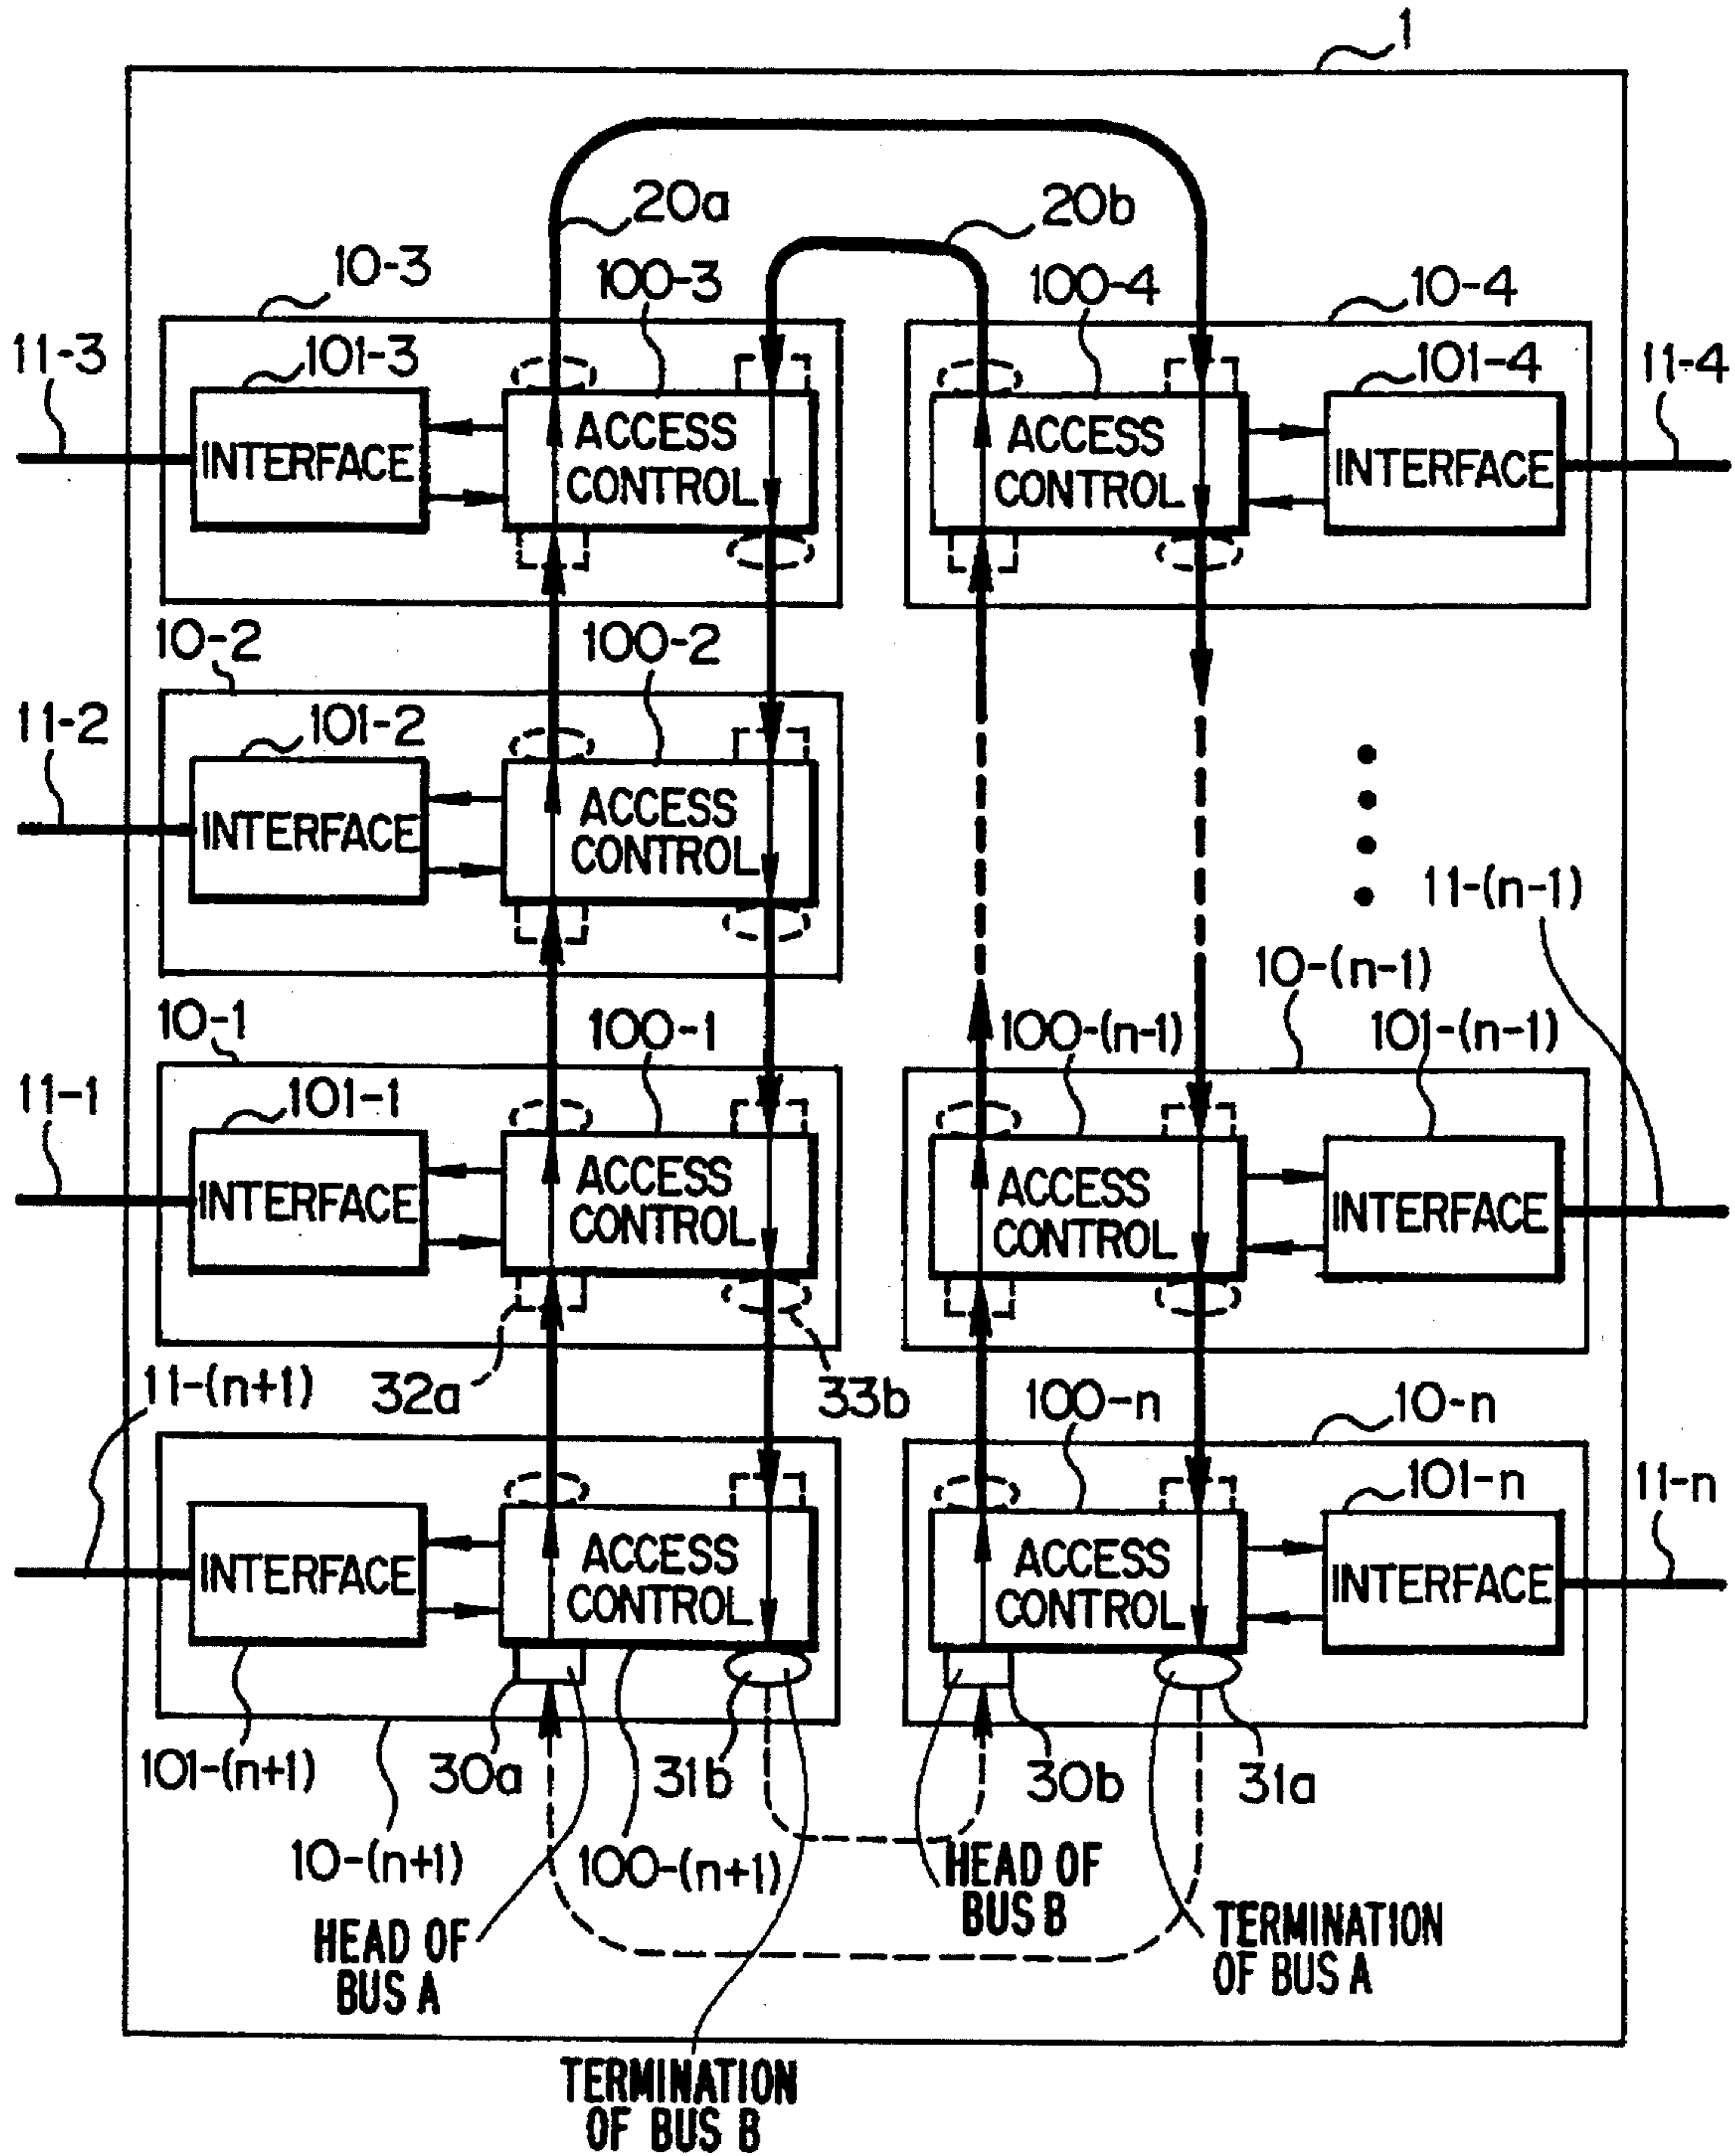 1
20a
20b
10-3
100-3
100-4
10-4
11-3
101-3
101-4
11-4
INTERFACE
ACCESS
CONTROL
ACCESS
CONTROL
INTERFACE
10-2
100-2
11-2
101-2
INTERFACE
ACCESS
CONTROL
11-(n-1)
10-(n-1)
10-1
100-1
100-(n-1)
101-(n-1)
11-1
101-1
INTERFACE
ACCESS
CONTROL
ACCESS
CONTROL
INTERFACE
11-(n+1)
32a
33b
100-n
10-n
101-n
11-n
INTERFACE
ACCESS
CONTROL
ACCESS
CONTROL
INTERFACE
101-(n+1)
30a
31b
30b
31a
10-(n+1)
100-(n+1)
HEAD OF
BUS A
HEAD OF
BUS B
TERMINATION
OF BUS A
TERMINATION
OF BUS B